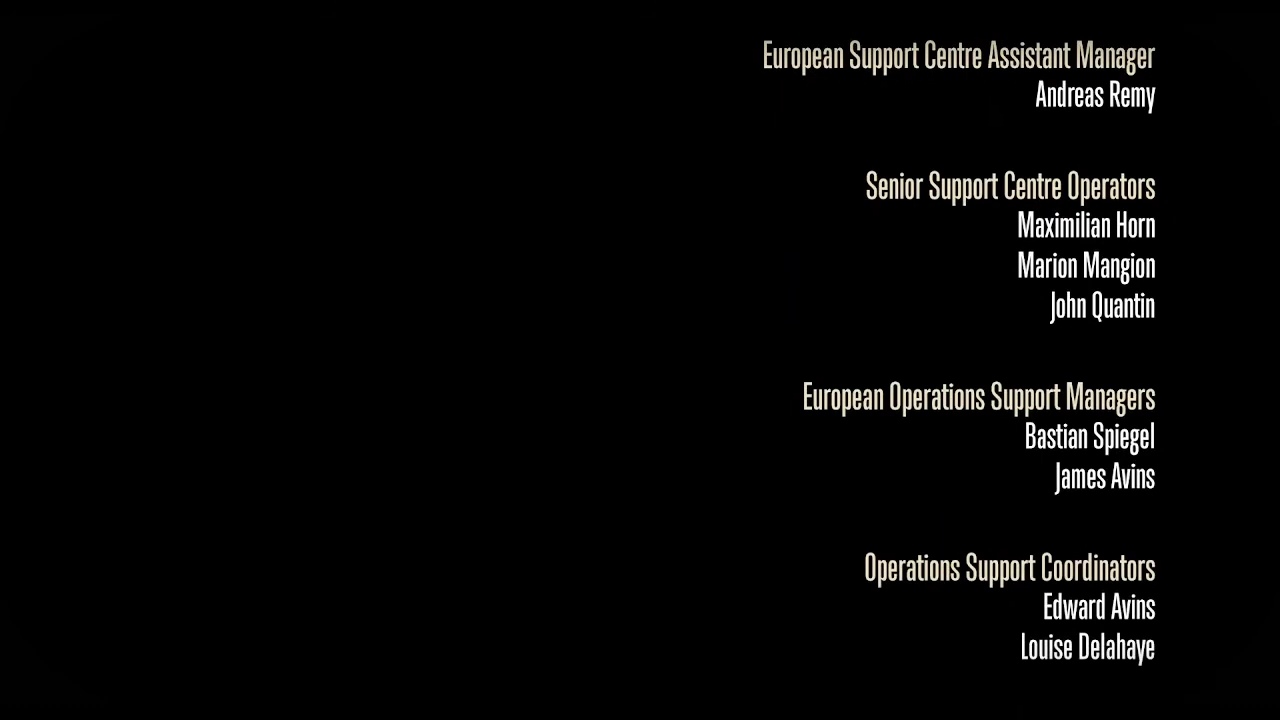 European Support Centre Assistant Manager
Andreas Remy
Senior Support Centre Operators
Maximilian Horn
Marion Mangion
John Quantin
European Operations Support Managers
Bastian Spiegel
James Avins
Operations Support Coordinators
Edward Avins
Louise Delahaye